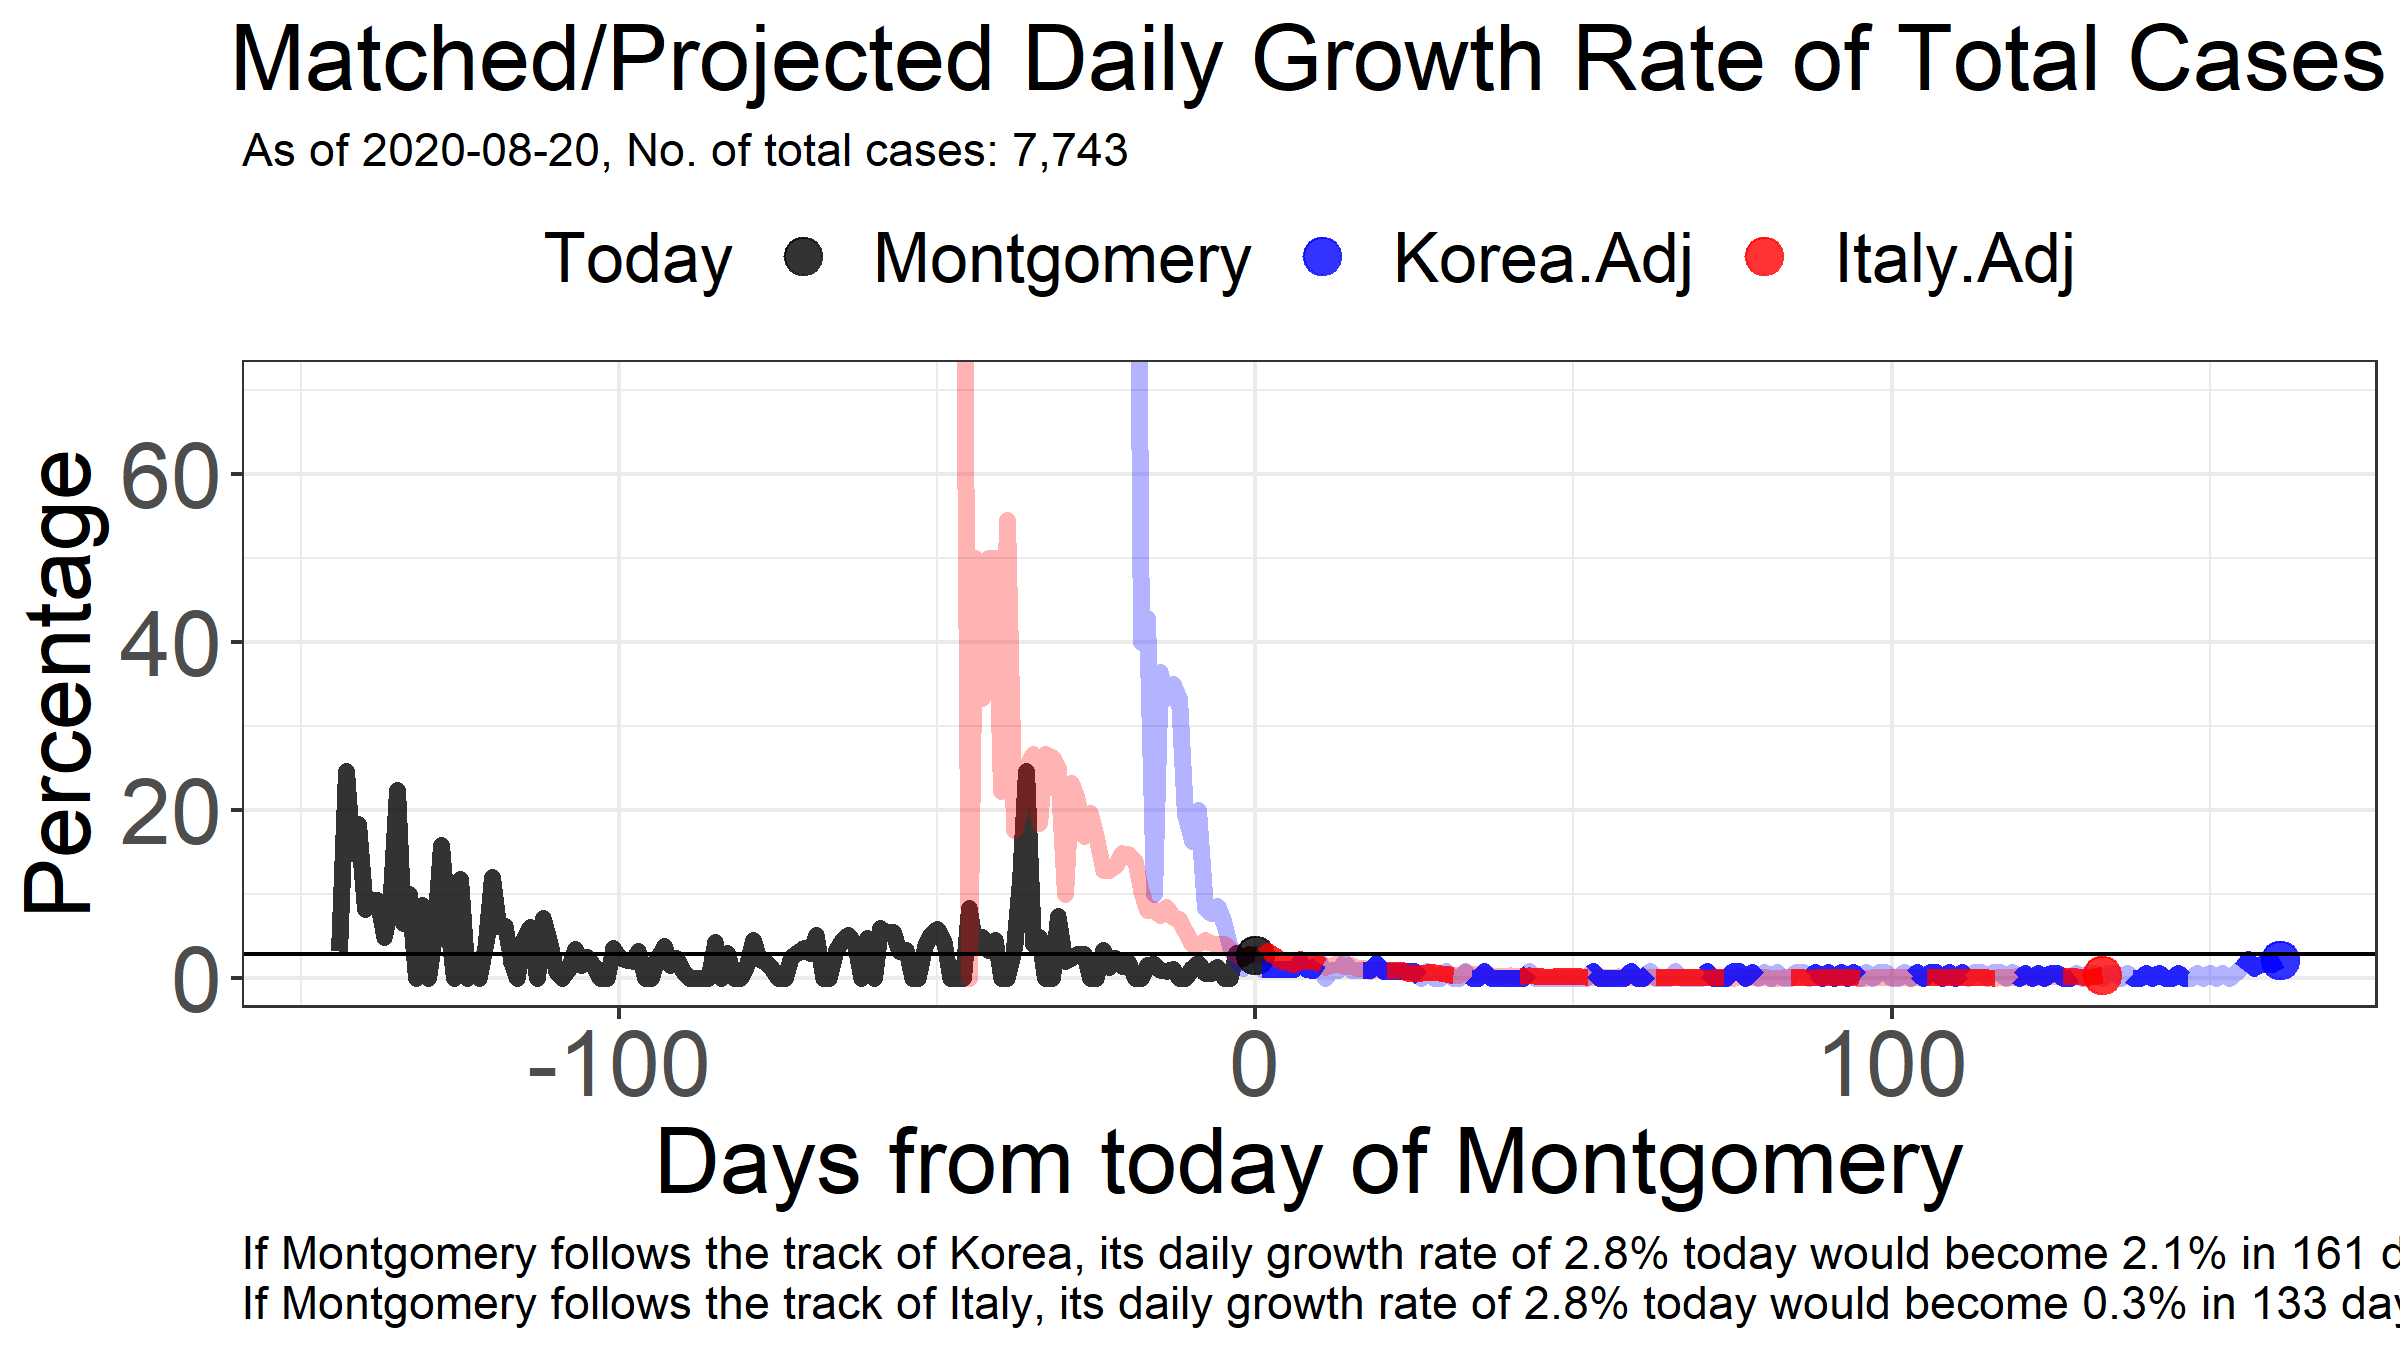 Matched/Projected Daily Growth Rate of Total Cases
As of 2020-08-20, No. of total cases: 7,743
Today Montgomery Korea.Adj Italy.Adj
Percentage
60
40
20
0
-100 0 100
Days from today of Montgomery
If Montgomery follows the track of Korea, its daily growth rate of 2.8% today would become 2.1% in 161
If Montgomery follows the track of Italy, its daily growth rate of 2.8% today would become 0.3% in 133